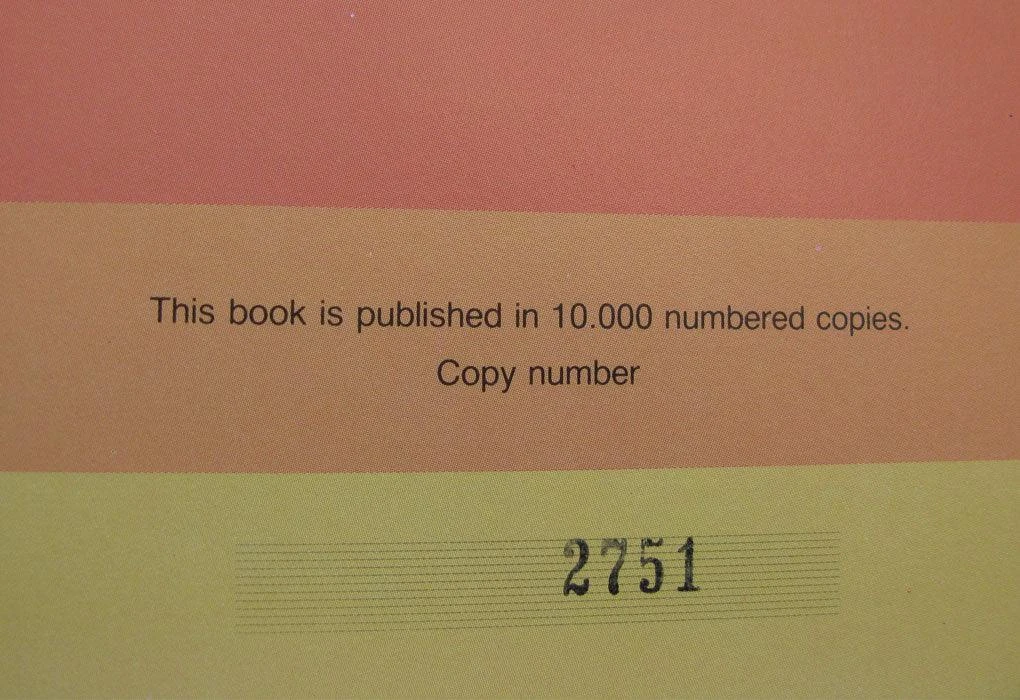 This book is published in 10.000 numbered copies.
Copy number
2751